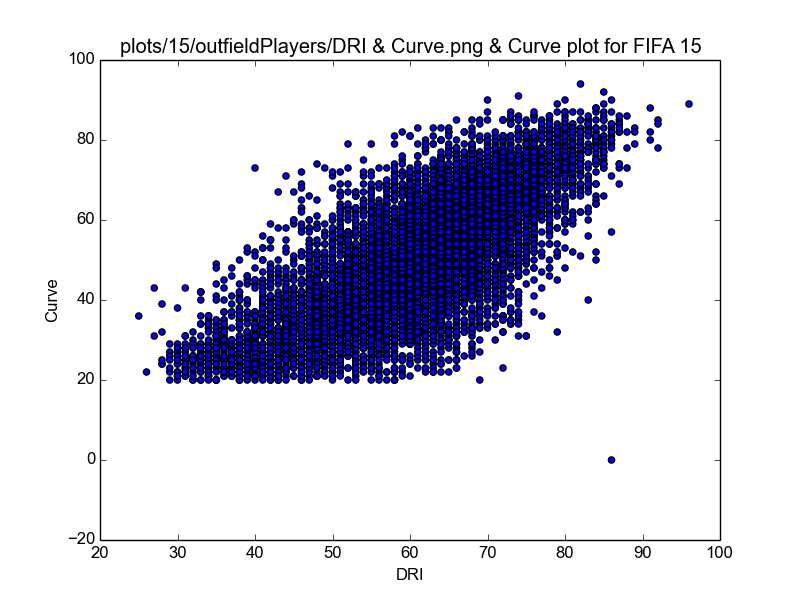 plots/15/outfieldPlayers/DRI & Curve.png & Curve plot for FIFA 15
100
80
60
40
20
0
−20
Curve
20 30 40 50 60 70 80 90 100
DRI